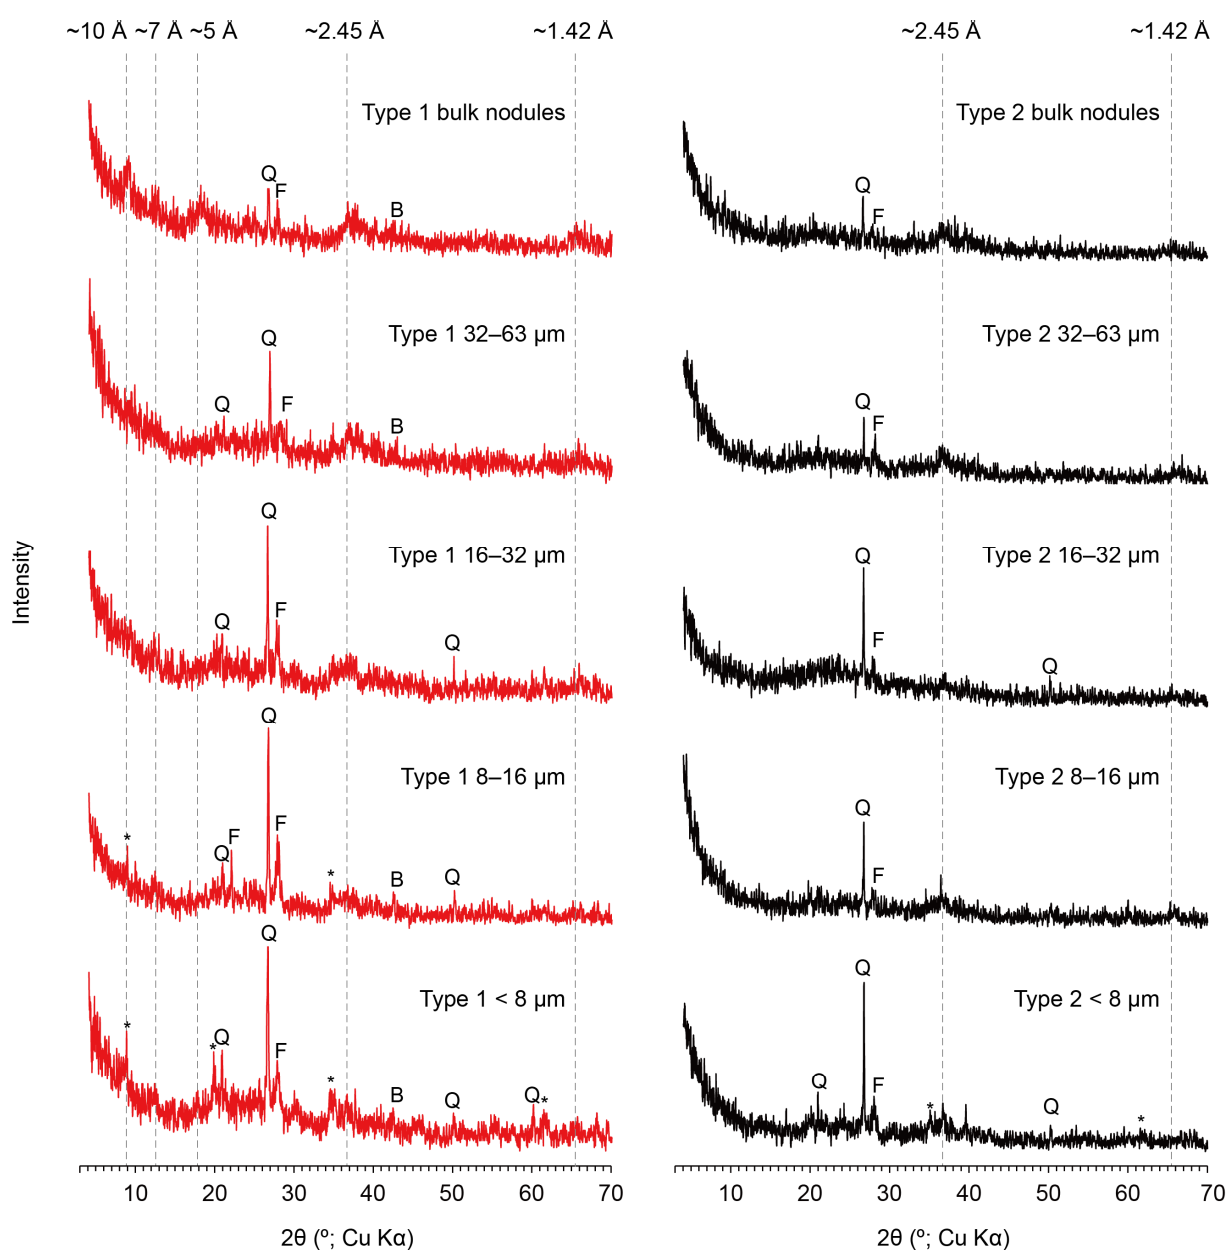 ~10 Å ~7 Å ~5 Å ~2.45 Å ~1.42 Å ~2.45 Å ~1.42 Å
Type 1 bulk nodules
Q
F
B
Type 2 bulk nodules
Q
F
Type 1 32–63 µm
Q
Q
F
B
Type 2 32–63 µm
Q
F
Type 1 16–32 µm
Q
Q
F
Q
Type 2 16–32 µm
Q
F
Q
Type 1 8–16 µm
*
Q
F
Q
F
*
B
Q
Type 2 8–16 µm
Q
F
Type 1 < 8 µm
*
*
Q
Q
F
*
B
Q
Q
*
Type 2 < 8 µm
Q
Q
F
*
Q
*
Intensity
10 20 30 40 50 60 70
10 20 30 40 50 60 70
2θ (º; Cu Kα)
2θ (º; Cu Kα)